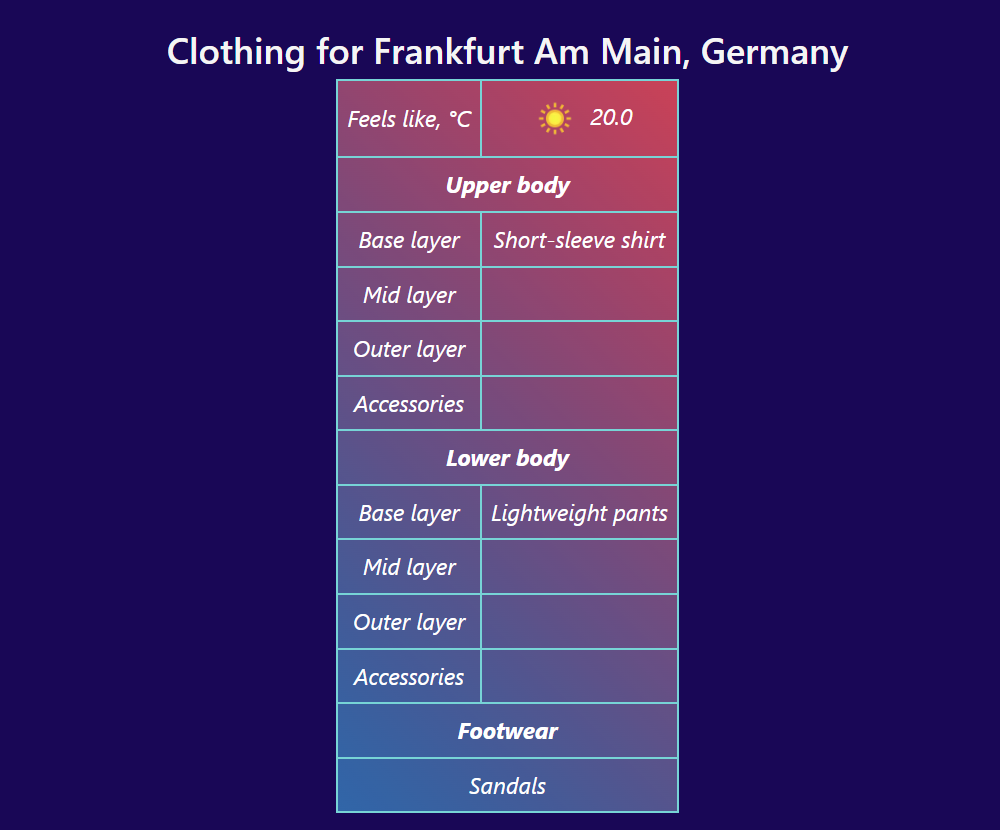 Clothing for Frankfurt Am Main, Germany
Feels like, °C 20.0
Upper body
Base layer Short-sleeve shirt
Mid layer
Outer layer
Accessories
Lower body
Base layer Lightweight pants
Mid layer
Outer layer
Accessories
Footwear
Sandals